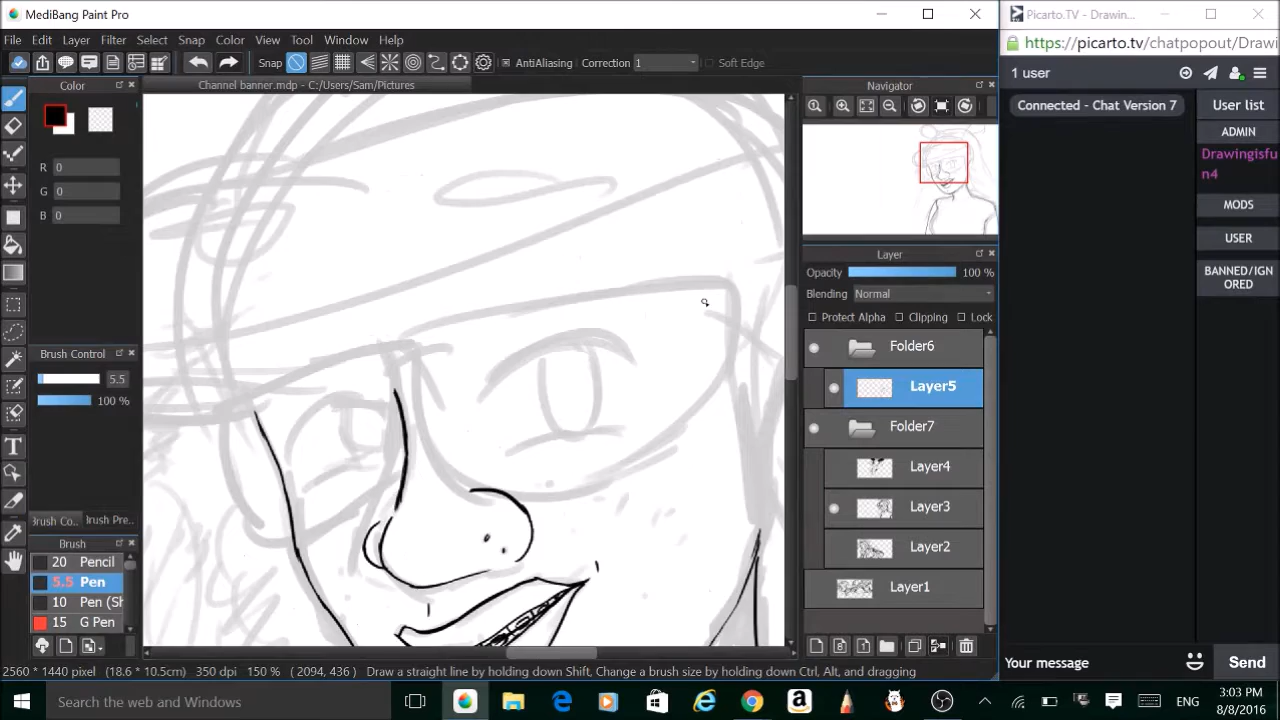 MediBang Paint Pro
Picarto.TV - Drawin...
https://picarto.tv/chatpopout/Drawi
File Edit Layer Filter Select Snap Color View Tool Window Help
Snap
AntiAliasing Correction 1 Soft Edge
1 user
Color
Channel banner.mdp - C:/Users/Sam/Pictures
Navigator
Connected - Chat Version 7
User list
ADMIN
Drawingisfu
n4
MODS
USER
BANNED/IGN
ORED
R 0
G 0
B 0
Layer
Opacity 100 %
Blending Normal
Protect Alpha Clipping Lock
Folder6
Layer5
Folder7
Layer4
Layer3
Layer2
Layer1
Brush Control
5.5
100 %
Brush Co.. Brush Pre..
Brush
20 Pencil
5.5 Pen
10 Pen (Sh
15 G Pen
2560 * 1440 pixel (18.6 * 10.5cm) 350 dpi 150 % (2094, 436) Draw a straight line by holding down Shift, Change a brush size by holding down Ctrl, Alt, and dragging
Your message
Send
Search the web and Windows
ENG
3:03 PM
8/8/2016